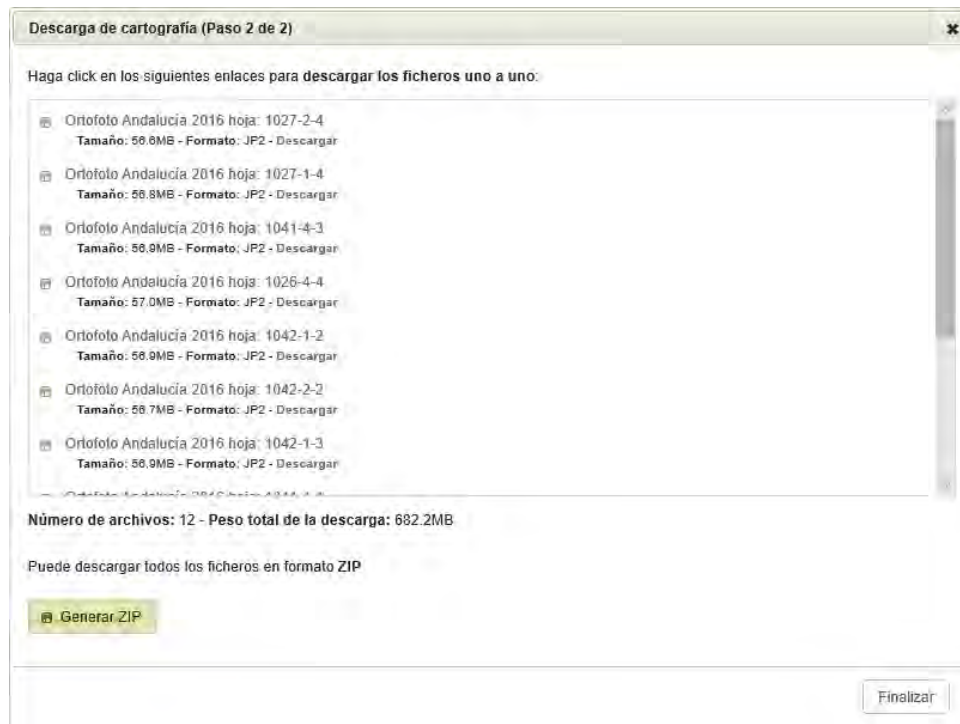 Descarga de cartografía (Paso 2 de 2)
Haga click en los siguientes enlaces para descargar los ficheros uno a uno:
Ortofoto Andalucía 2016 hoja: 1027-2-4
Tamaño: 56.6MB - Formato: JP2 - Descargar
Ortofoto Andalucía 2016 hoja: 1027-1-4
Tamaño: 56.8MB - Formato: JP2 - Descargar
Ortofoto Andalucía 2016 hoja: 1041-4-3
Tamaño: 56.9MB - Formato: JP2 - Descargar
Ortofoto Andalucía 2016 hoja: 1026-4-4
Tamaño: 57.0MB - Formato: JP2 - Descargar
Ortofoto Andalucía 2016 hoja: 1042-1-2
Tamaño: 56.9MB - Formato: JP2 - Descargar
Ortofoto Andalucía 2016 hoja: 1042-2-2
Tamaño: 56.7MB - Formato: JP2 - Descargar
Ortofoto Andalucía 2016 hoja: 1042-1-3
Tamaño: 56.9MB - Formato: JP2 - Descargar
Ortofoto Andalucía 2016 hoja:
Número de archivos: 12 - Peso total de la descarga: 682.2MB
Puede descargar todos los ficheros en formato ZIP
Generar ZIP
Finalizar